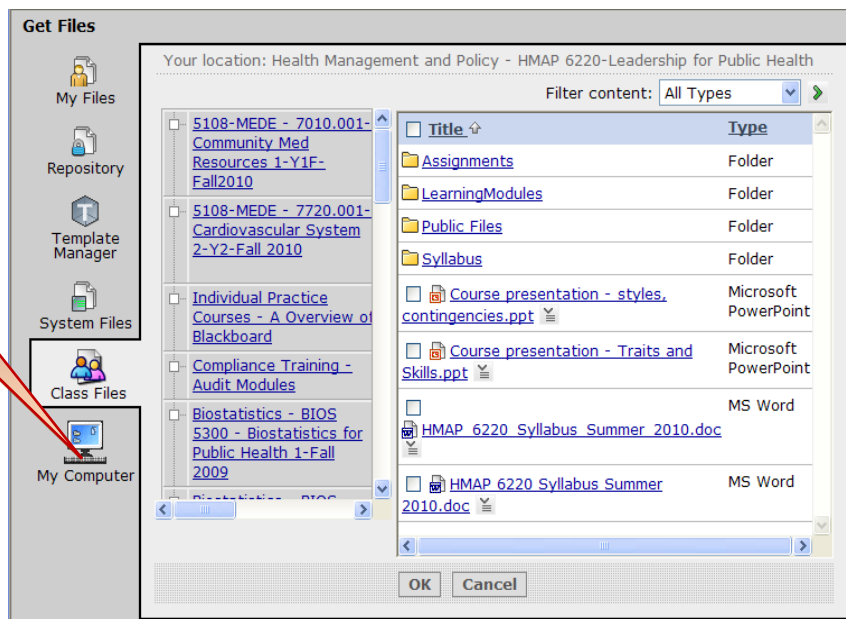 Get Files
My Files
Repository
Template
Manager
System Files
Class Files
My Computer
Your location: Health Management and Policy - HMAP 6220-Leadership for Public Health
Filter content: All Types
5108-MEDE - 7010.001-
Community Med
Resources 1-Y1F-
Fall2010
5108-MEDE - 7720.001-
Cardiovascular System
2-Y2-Fall 2010
Individual Practice
Courses - A Overview of
Blackboard
Compliance Training -
Audit Modules
Biostatistics - BIOS
5300 - Biostatistics for
Public Health 1-Fall
2009
Biostatistics - BIOS
Title Type
Assignments Folder
LearningModules Folder
Public Files Folder
Syllabus Folder
Course presentation - styles, Microsoft
contingencies.ppt PowerPoint
Course presentation - Traits and Microsoft
Skills.ppt PowerPoint
MS Word
HMAP_6220_Syllabus_Summer_2010.doc
HMAP 6220 Syllabus Summer MS Word
2010.doc
OK Cancel